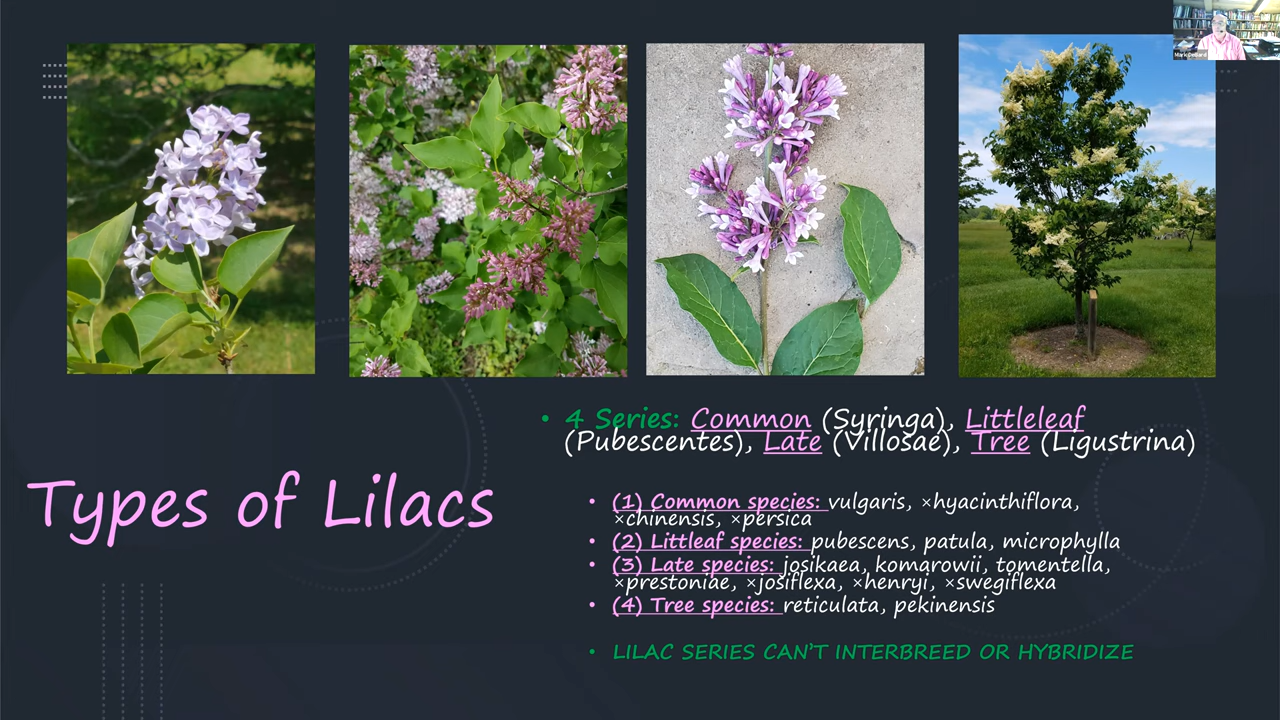 Types of Lilacs
• 4 Series: Common (Syringa), Littleleaf
(Pubescentes), Late (Villosae), Tree (Ligustrina)
• (1) Common species: vulgaris, ×hyacinthiflora,
×chinensis, ×persica
• (2) Littleaf species: pubescens, patula, microphylla
• (3) Late species: josikaea, komarowii, tomentella,
×prestoniae, ×josiflexa, ×henryi, ×swegiflexa
• (4) Tree species: reticulata, pekinensis
• LILAC SERIES CAN'T INTERBREED OR HYBRIDIZE